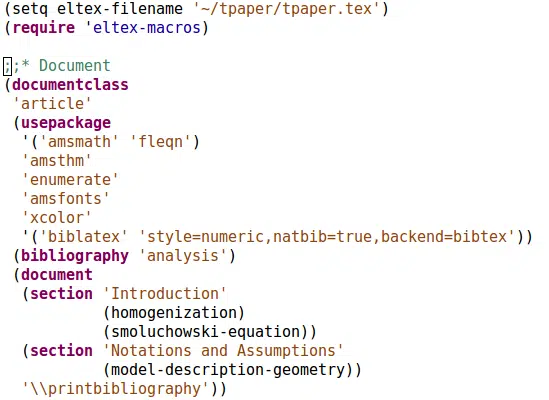 (setq eltex-filename '~/tpaper/tpaper.tex')
(require 'eltex-macros)
;;* Document
(documentclass
'article'
(usepackage
'('amsmath' 'fleqn')
'amsthm'
'enumerate'
'amsfonts'
'xcolor'
'('biblatex' 'style=numeric,natbib=true,backend=bibtex'))
(bibliography 'analysis')
(document
(section 'Introduction'
(homogenization)
(smoluchowski-equation))
(section 'Notations and Assumptions'
(model-description-geometry))
'\\printbibliography'))